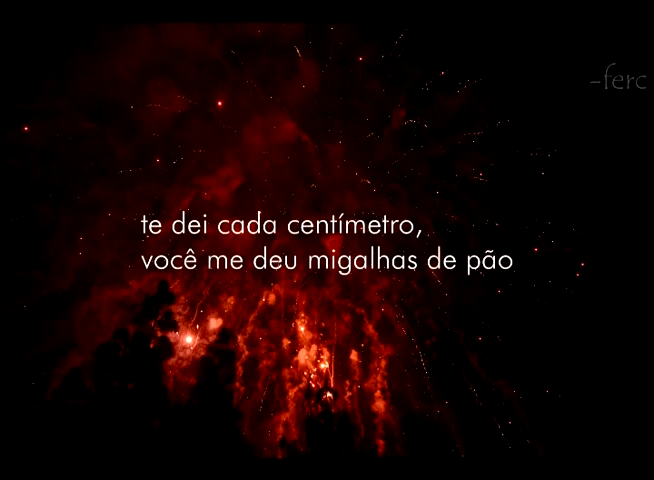 -ferc
te dei cada centímetro,
você me deu migalhas de pão